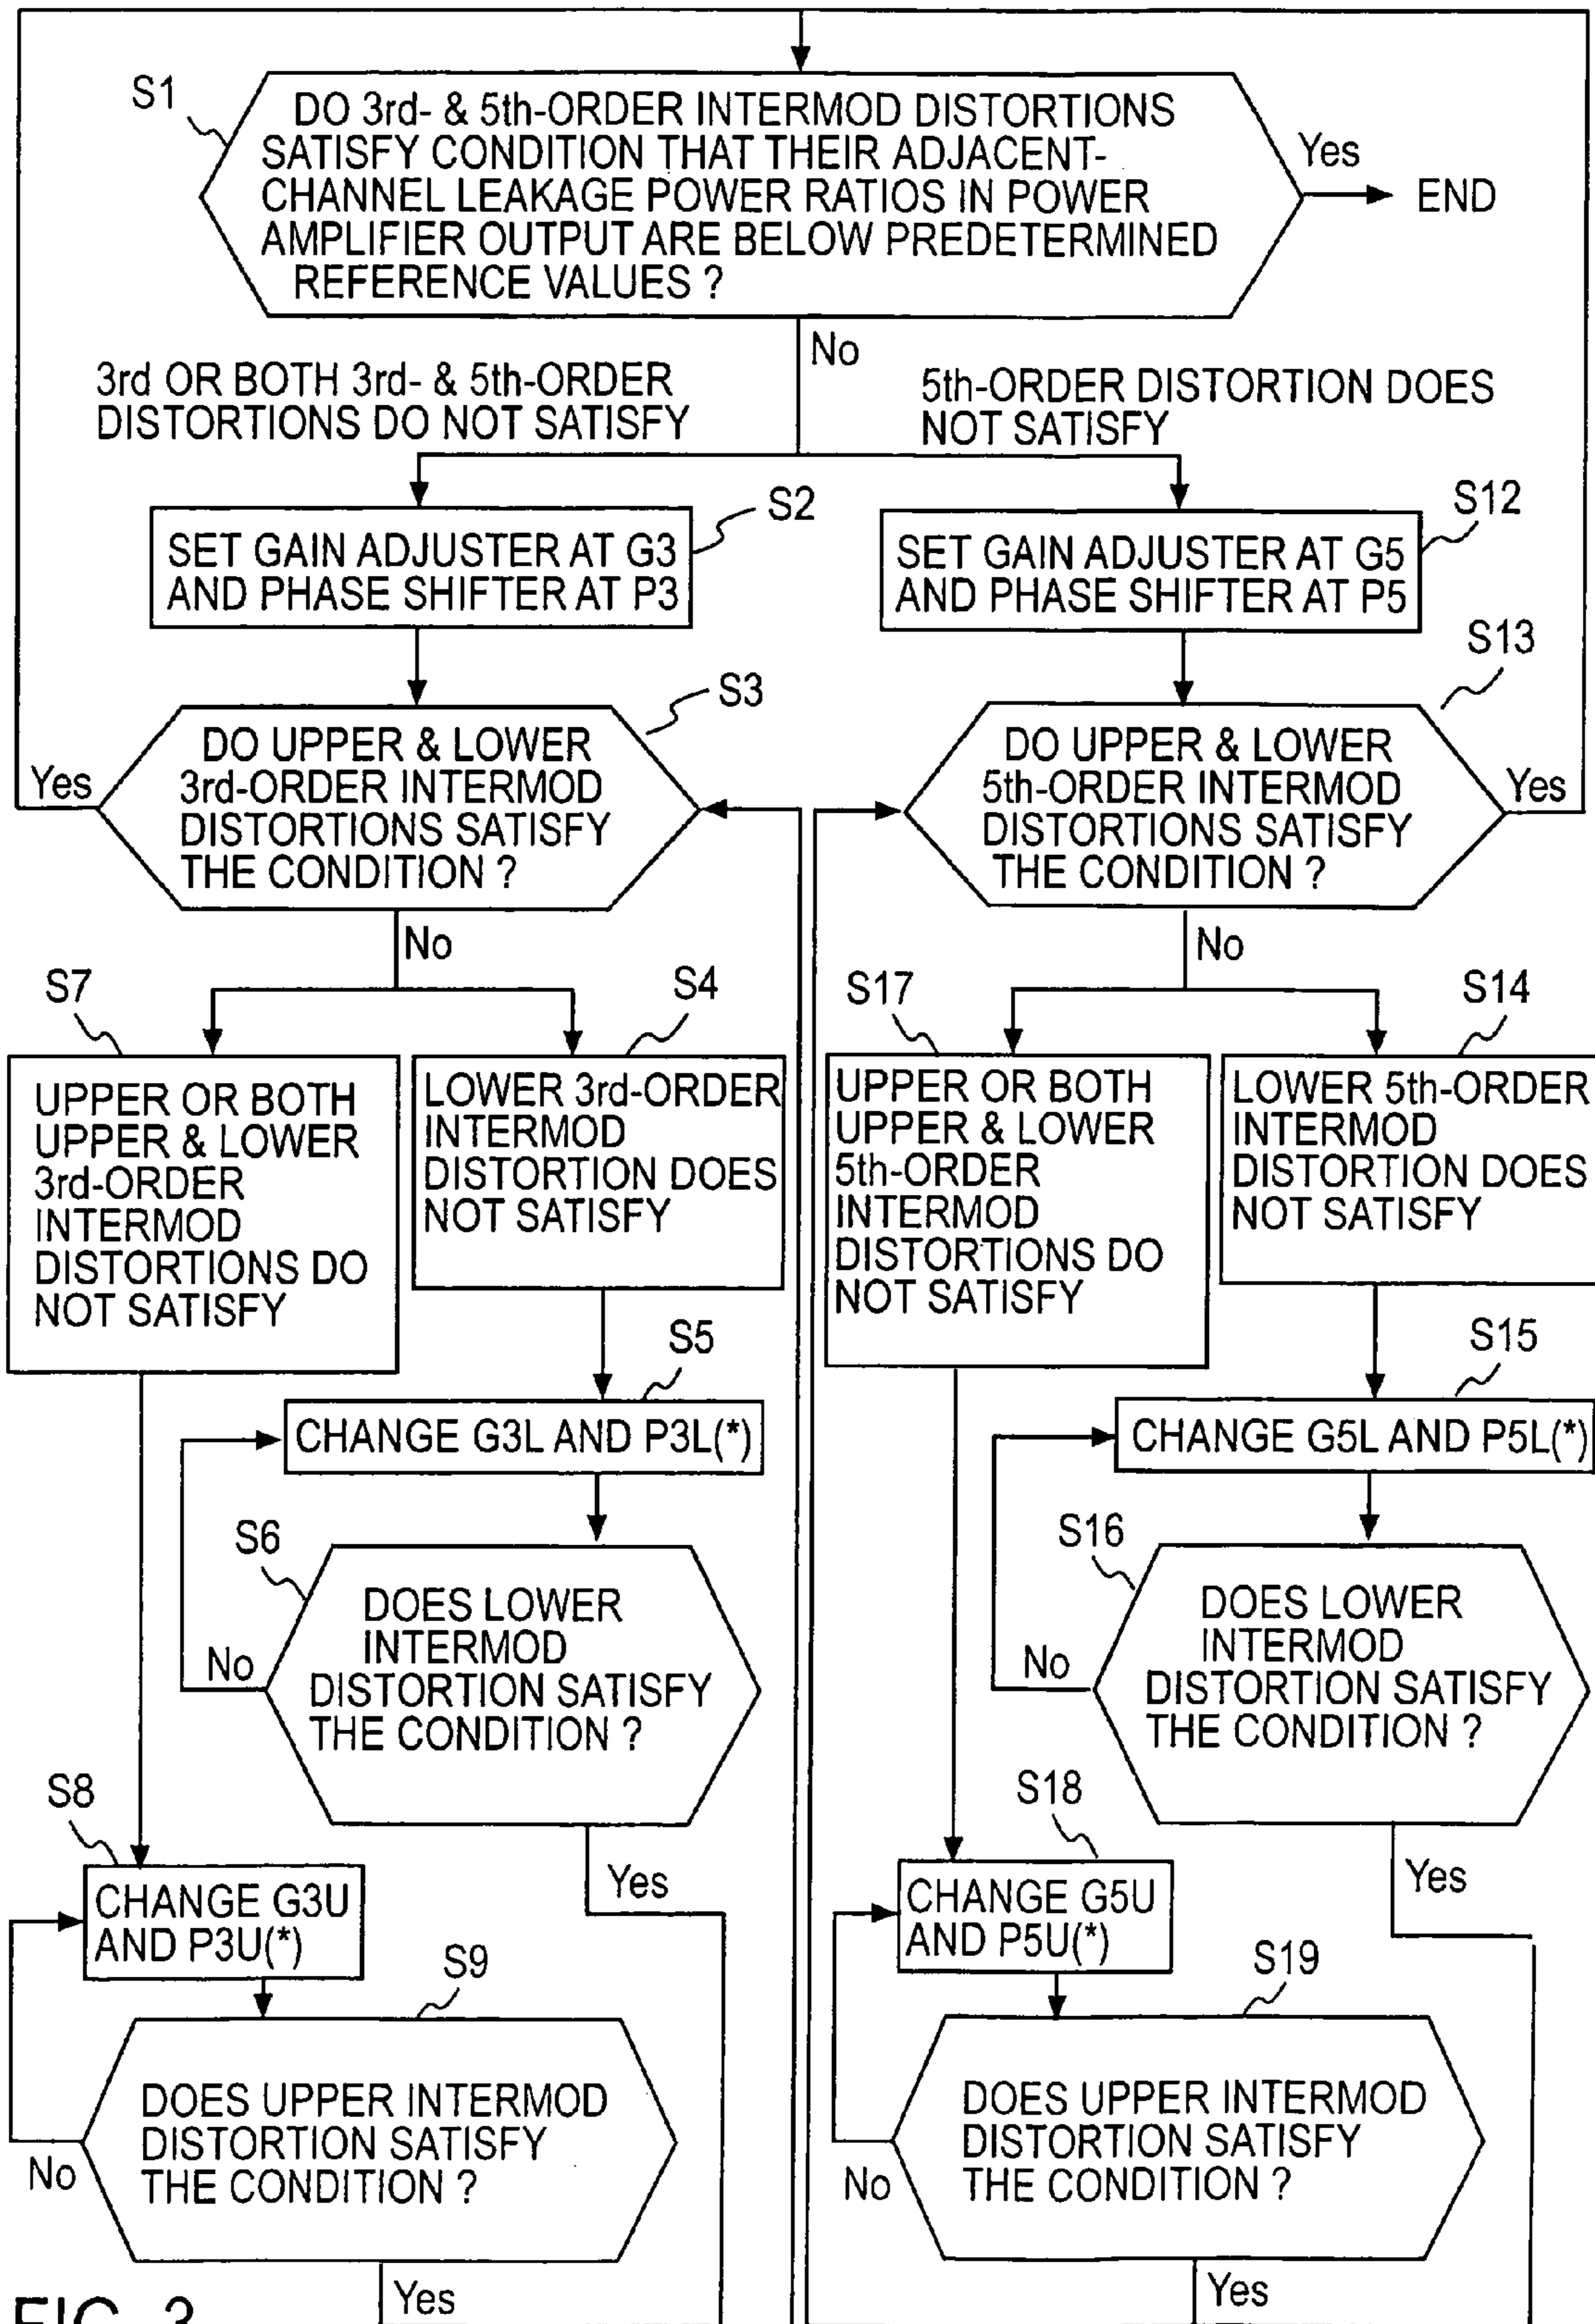 S1
DO 3rd- & 5th-ORDER INTERMOD DISTORTIONS
SATISFY CONDITION THAT THEIR ADJACENT-
CHANNEL LEAKAGE POWER RATIOS IN POWER
AMPLIFIER OUTPUT ARE BELOW PREDETERMINED
REFERENCE VALUES ?
Yes
END
No
3rd OR BOTH 3rd- & 5th-ORDER
DISTORTIONS DO NOT SATISFY
5th-ORDER DISTORTION DOES
NOT SATISFY
S2
SET GAIN ADJUSTER AT G3
AND PHASE SHIFTER AT P3
S12
SET GAIN ADJUSTER AT G5
AND PHASE SHIFTER AT P5
S3
DO UPPER & LOWER
3rd-ORDER INTERMOD
DISTORTIONS SATISFY
THE CONDITION ?
Yes
No
S13
DO UPPER & LOWER
5th-ORDER INTERMOD
DISTORTIONS SATISFY
THE CONDITION ?
Yes
No
S7
UPPER OR BOTH
UPPER & LOWER
3rd-ORDER
INTERMOD
DISTORTIONS DO
NOT SATISFY
S4
LOWER 3rd-ORDER
INTERMOD
DISTORTION DOES
NOT SATISFY
S17
UPPER OR BOTH
UPPER & LOWER
5th-ORDER
INTERMOD
DISTORTIONS DO
NOT SATISFY
S14
LOWER 5th-ORDER
INTERMOD
DISTORTION DOES
NOT SATISFY
S5
CHANGE G3L AND P3L(*)
S15
CHANGE G5L AND P5L(*)
S6
DOES LOWER
INTERMOD
DISTORTION SATISFY
THE CONDITION ?
No
Yes
S16
DOES LOWER
INTERMOD
DISTORTION SATISFY
THE CONDITION ?
No
Yes
S8
CHANGE G3U
AND P3U(*)
S18
CHANGE G5U
AND P5U(*)
S9
DOES UPPER INTERMOD
DISTORTION SATISFY
THE CONDITION ?
No
Yes
S19
DOES UPPER INTERMOD
DISTORTION SATISFY
THE CONDITION ?
No
Yes
FIG. 3